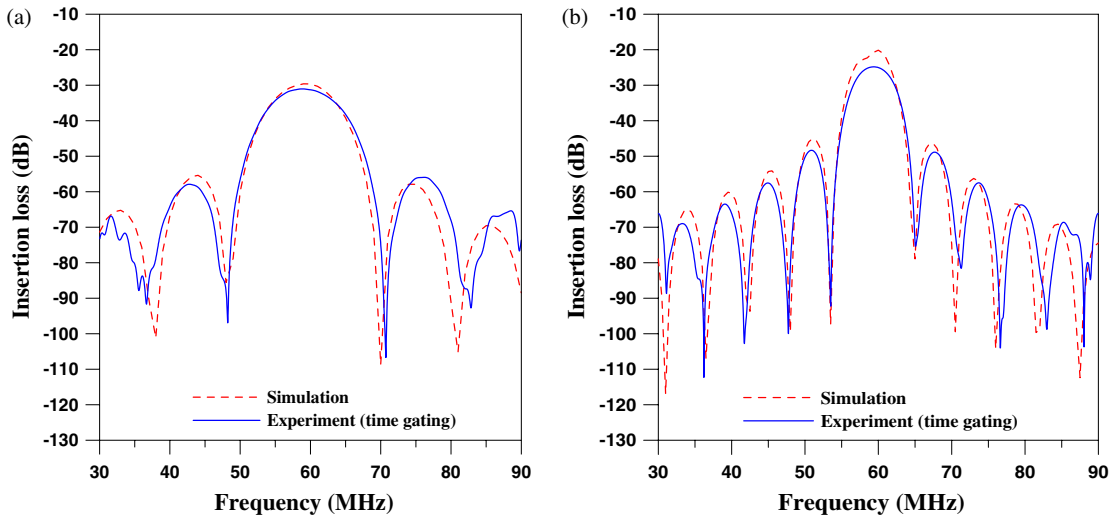 (a)
-10
-20
-30
-40
-50
-60
-70
-80
-90
-100
-110
-120
-130
Insertion loss (dB)
Simulation
Experiment (time gating)
30 40 50 60 70 80 90
Frequency (MHz)
(b)
-10
-20
-30
-40
-50
-60
-70
-80
-90
-100
-110
-120
-130
Insertion loss (dB)
Simulation
Experiment (time gating)
30 40 50 60 70 80 90
Frequency (MHz)